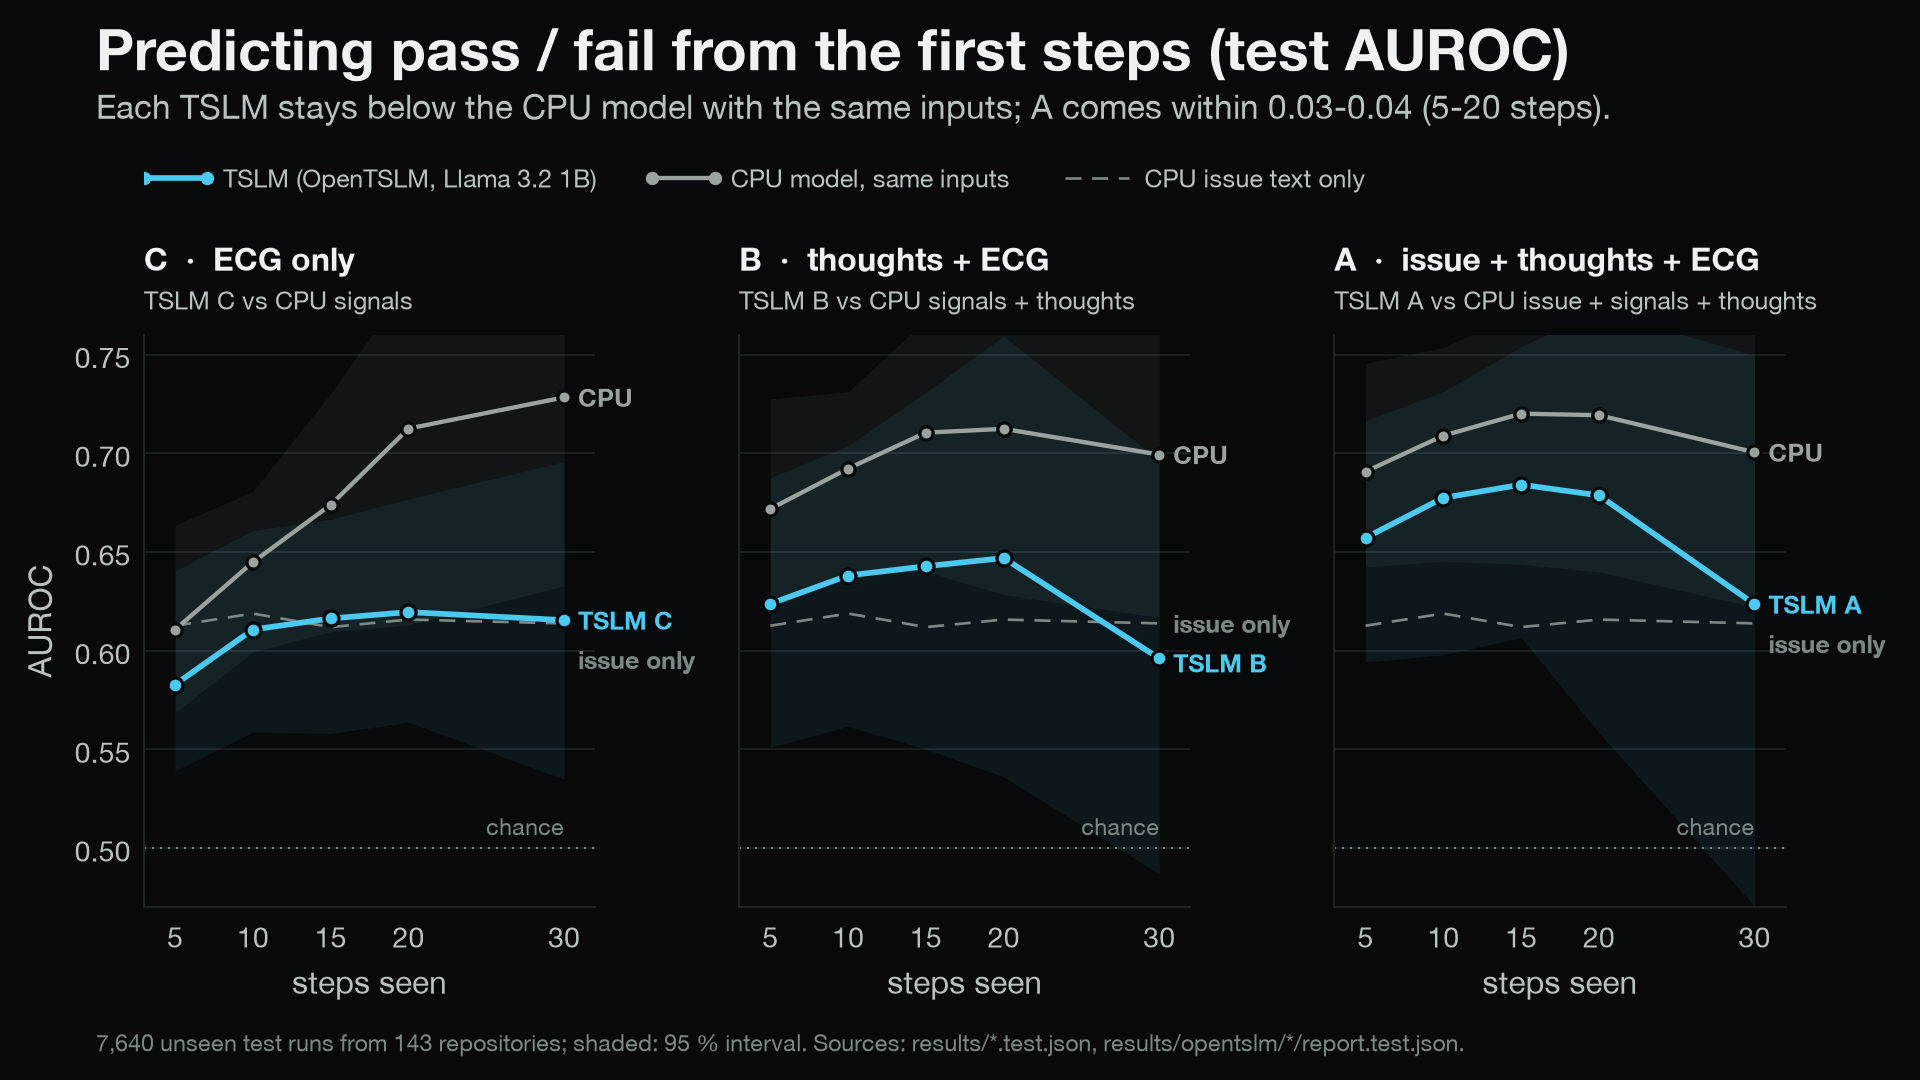 Predicting pass / fail from the first steps (test AUROC)
Each TSLM stays below the CPU model with the same inputs; A comes within 0.03-0.04 (5-20 steps).
TSLM (OpenTSLM, Llama 3.2 1B)
CPU model, same inputs
CPU issue text only
C · ECG only
TSLM C vs CPU signals
AUROC
0.75
0.70
0.65
0.60
0.55
0.50
CPU
TSLM C
issue only
chance
5 10 15 20 30
steps seen
B · thoughts + ECG
TSLM B vs CPU signals + thoughts
CPU
issue only
TSLM B
chance
5 10 15 20 30
steps seen
A · issue + thoughts + ECG
TSLM A vs CPU issue + signals + thoughts
CPU
TSLM A
issue only
chance
5 10 15 20 30
steps seen
7,640 unseen test runs from 143 repositories; shaded: 95 % interval. Sources: results/*.test.json, results/opentslm/*/report.test.json.